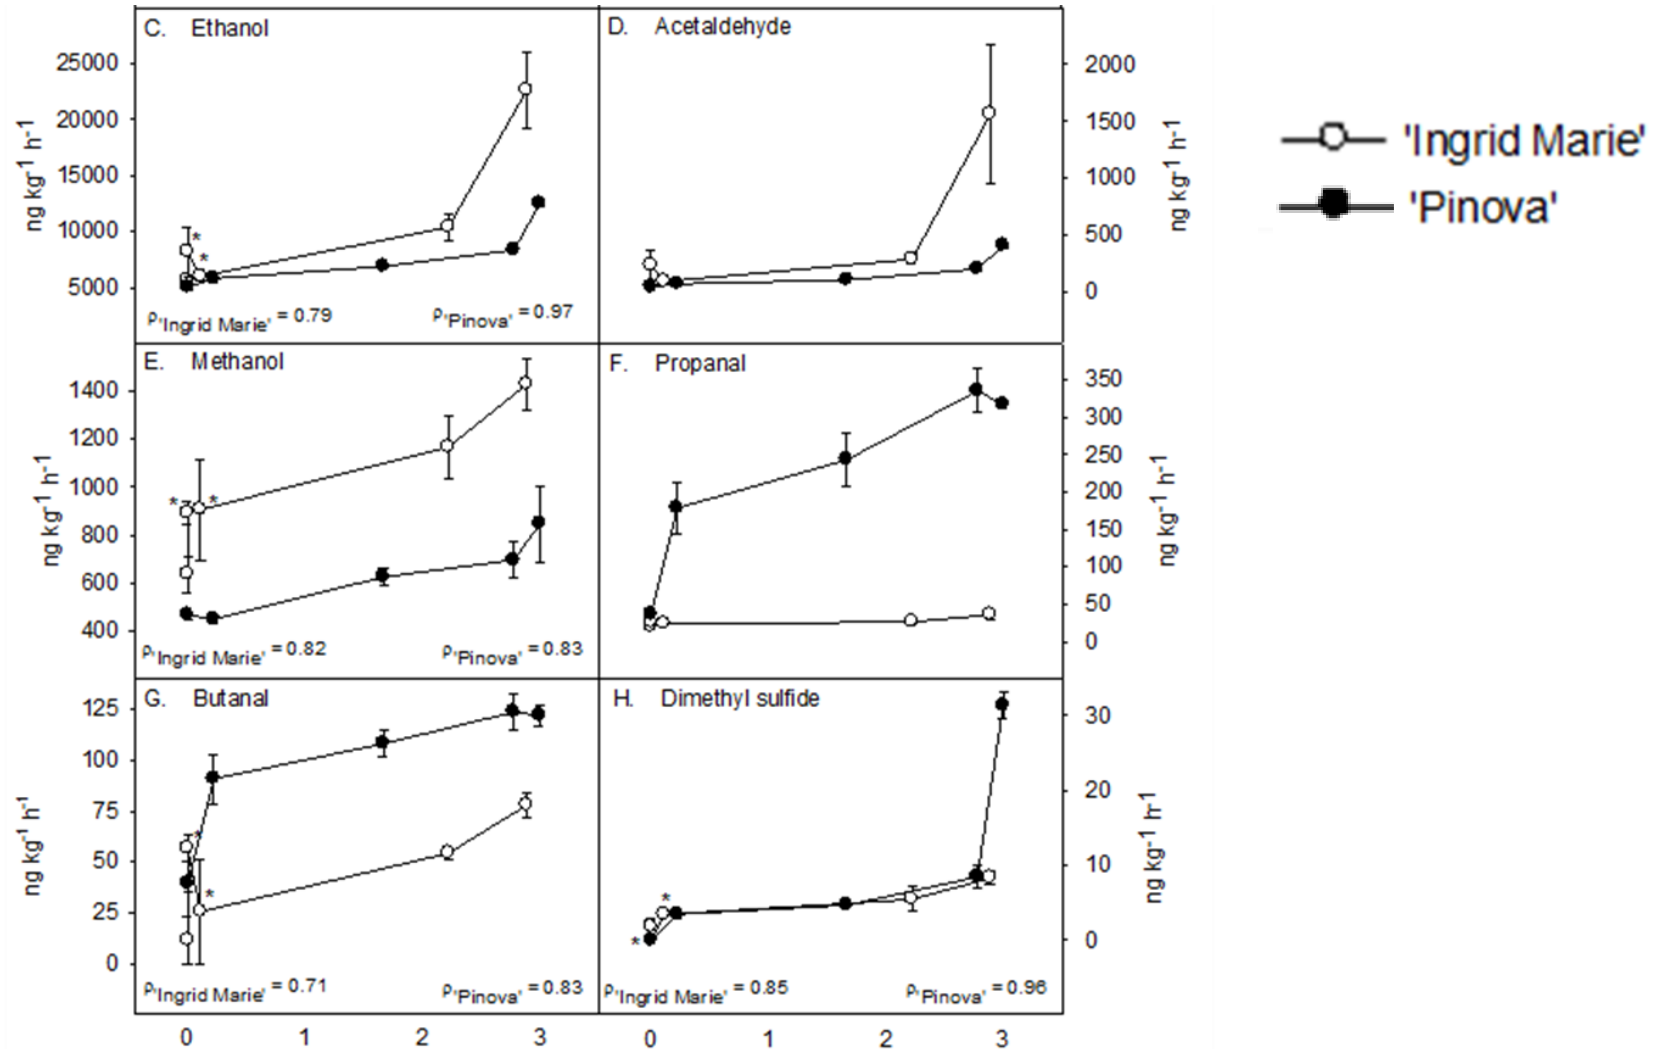 C. Ethanol
25000
20000
15000
10000
5000
ng kg-1 h-1
*
*
ρ'Ingrid Marie' = 0.79
ρ'Pinova' = 0.97
D. Acetaldehyde
2000
1500
1000
500
0
ng kg-1 h-1
'Ingrid Marie'
'Pinova'
E. Methanol
1400
1200
1000
800
600
400
ng kg-1 h-1
*
*
ρ'Ingrid Marie' = 0.82
ρ'Pinova' = 0.83
F. Propanal
350
300
250
200
150
100
50
0
ng kg-1 h-1
G. Butanal
125
100
75
50
25
0
ng kg-1 h-1
*
*
ρ'Ingrid Marie' = 0.71
ρ'Pinova' = 0.83
0 1 2 3
H. Dimethyl sulfide
30
20
10
0
ng kg-1 hr-1
*
*
ρ'Ingrid Marie' = 0.85
ρ'Pinova' = 0.96
0 1 2 3